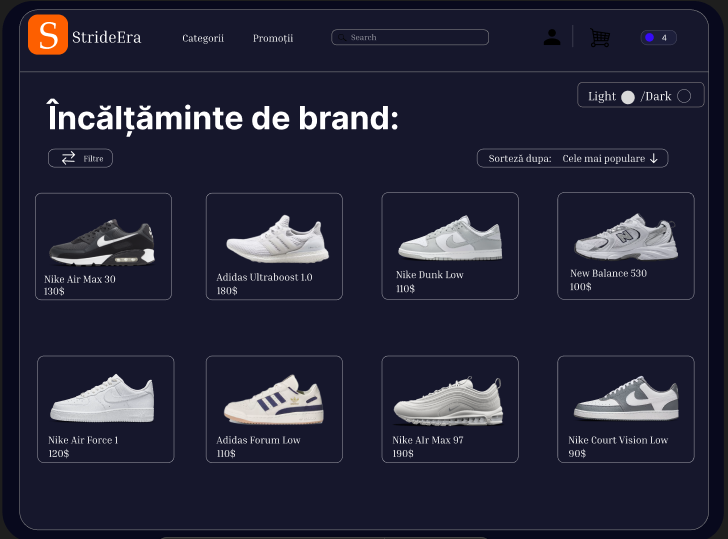 S StrideEra
Categorii
Promoții
Search
4
Light /Dark
Încălțăminte de brand:
Filtre
Sorteză dupa: Cele mai populare
Nike Air Max 30
130$
Adidas Ultraboost 1.0
180$
Nike Dunk Low
110$
New Balance 530
100$
Nike Air Force 1
120$
Adidas Forum Low
110$
Nike AIr Max 97
190$
Nike Court Vision Low
90$